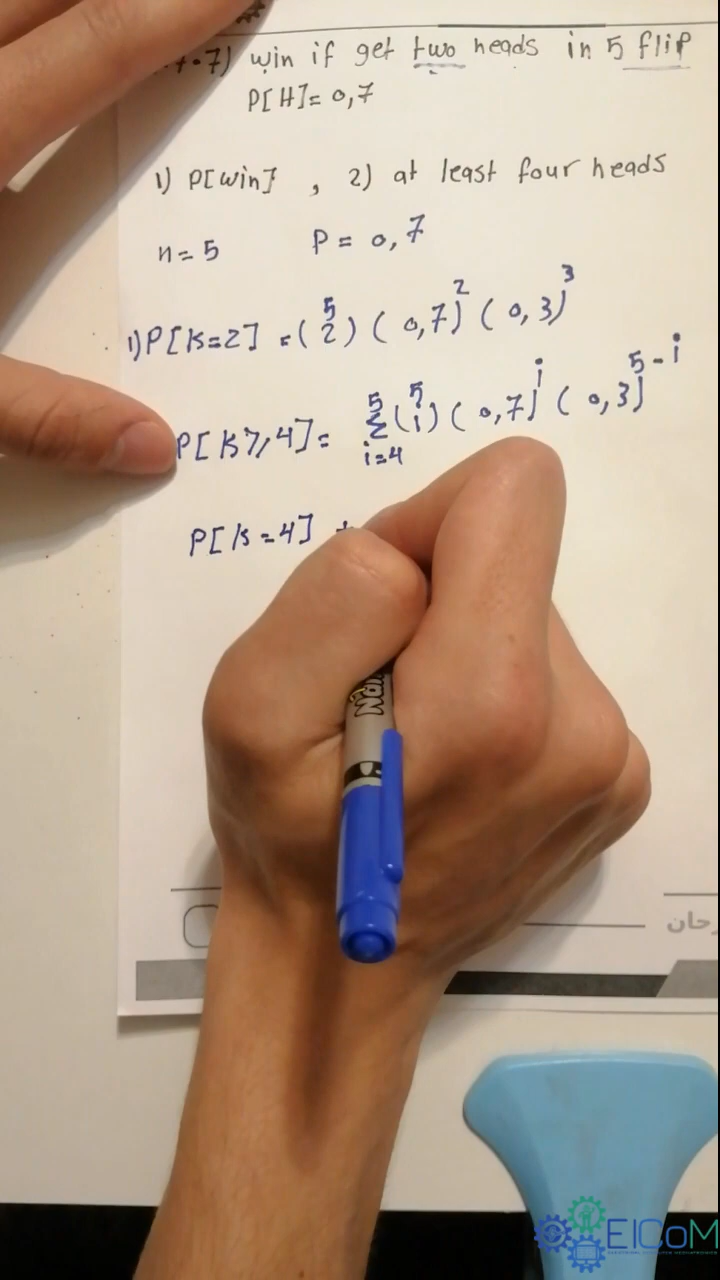 7) win if get two heads in 5 flip
P[H]= 0,7
1) P[win] , 2) at least four heads
n=5 P = 0,7
1) P[k=2] = (5 2) (0,7)^2 (0,3)^3
P[k≥4] = 5 Σ i=4 (5 i) (0,7)^i (0,3)^5-i
P[k=4] +
EICoM